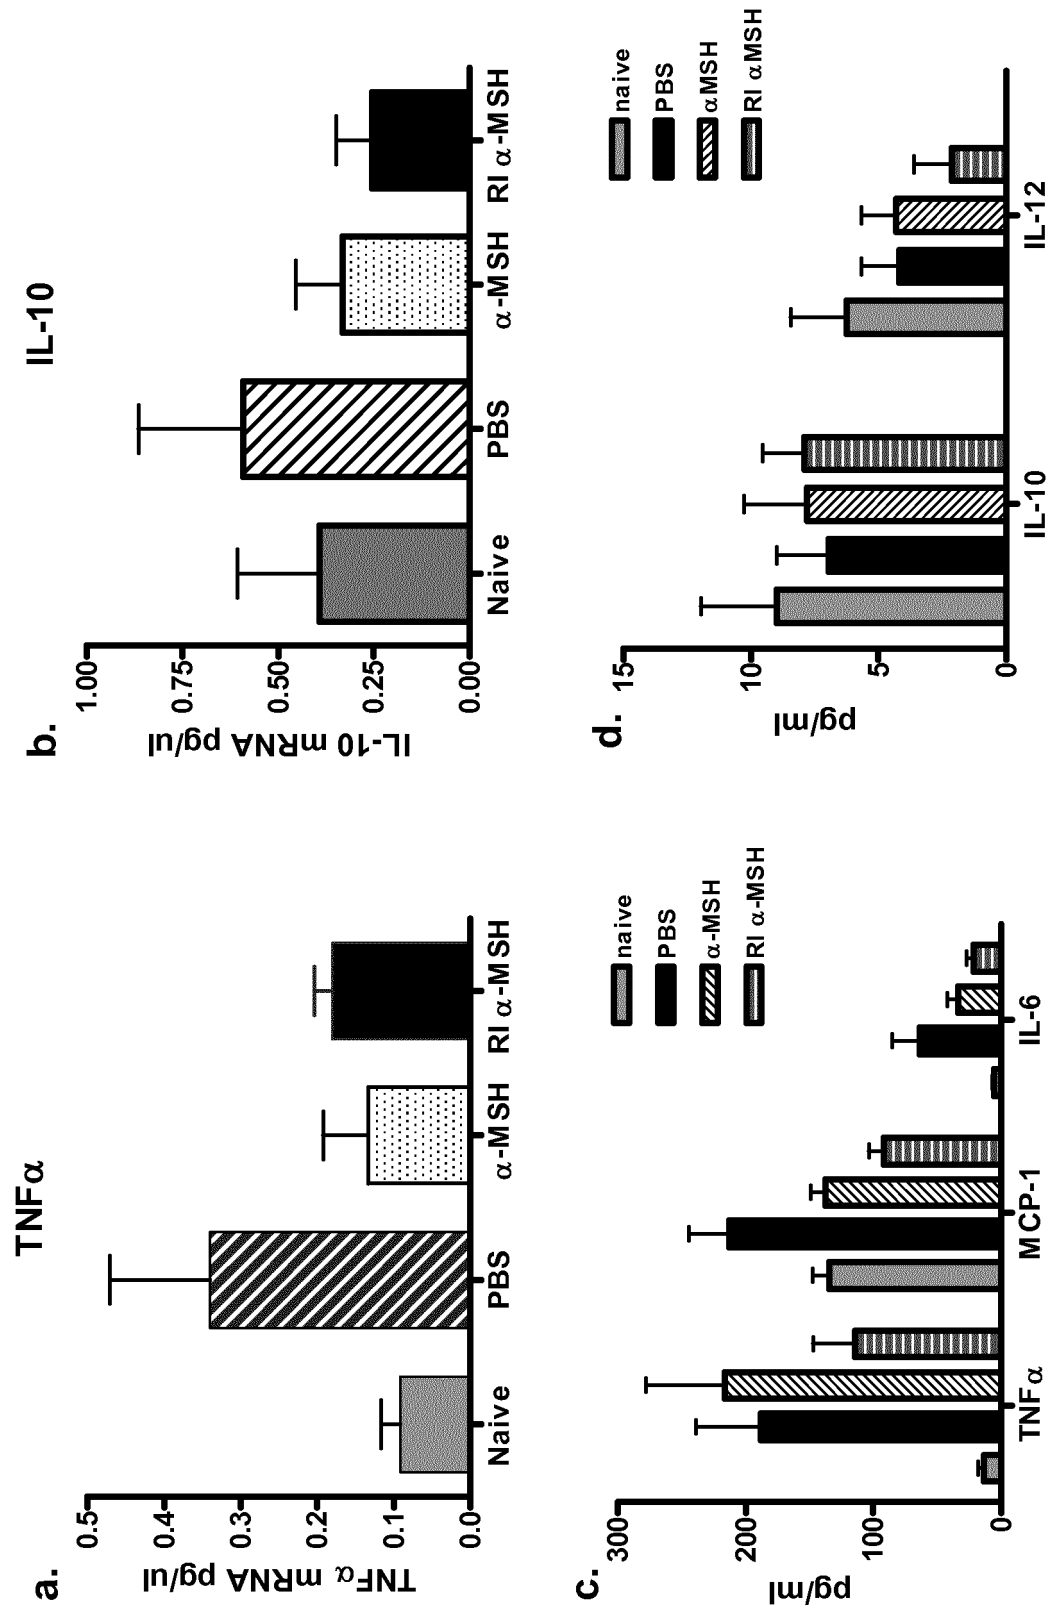 a.
TNFα
TNFα mRNA pg/ul
0.5
0.4
0.3
0.2
0.1
0.0
Naive
PBS
α-MSH
RI α-MSH
b.
IL-10
IL-10 mRNA pg/ul
1.00
0.75
0.50
0.25
0.00
Naive
PBS
α-MSH
RI α-MSH
c.
pg/ml
300
200
100
0
TNFα
MCP-1
IL-6
naive
PBS
α-MSH
RI α-MSH
d.
pg/ml
15
10
5
0
IL-10
IL-12
naive
PBS
αMSH
RI αMSH